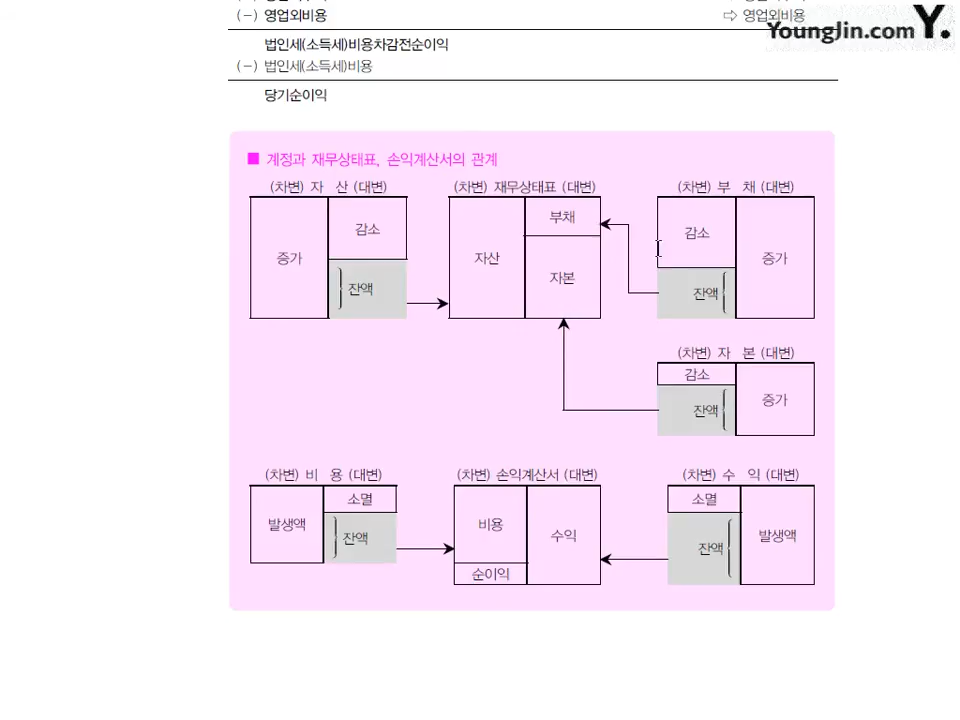 (-) 영업외비용 ⇨ 영업외비용
YoungJin.com Y.
법인세(소득세)비용차감전순이익
(-) 법인세(소득세)비용
당기순이익
■ 계정과 재무상태표, 손익계산서의 관계
(차변) 자 산 (대변) (차변) 재무상태표 (대변) (차변) 부 채 (대변)
증가 감소 잔액
자산 부채 자본
감소 잔액 증가
(차변) 자 본 (대변)
감소 잔액 증가
(차변) 비 용 (대변) (차변) 손익계산서 (대변) (차변) 수 익 (대변)
발생액 소멸 잔액
비용 순이익 수익
소멸 잔액 발생액